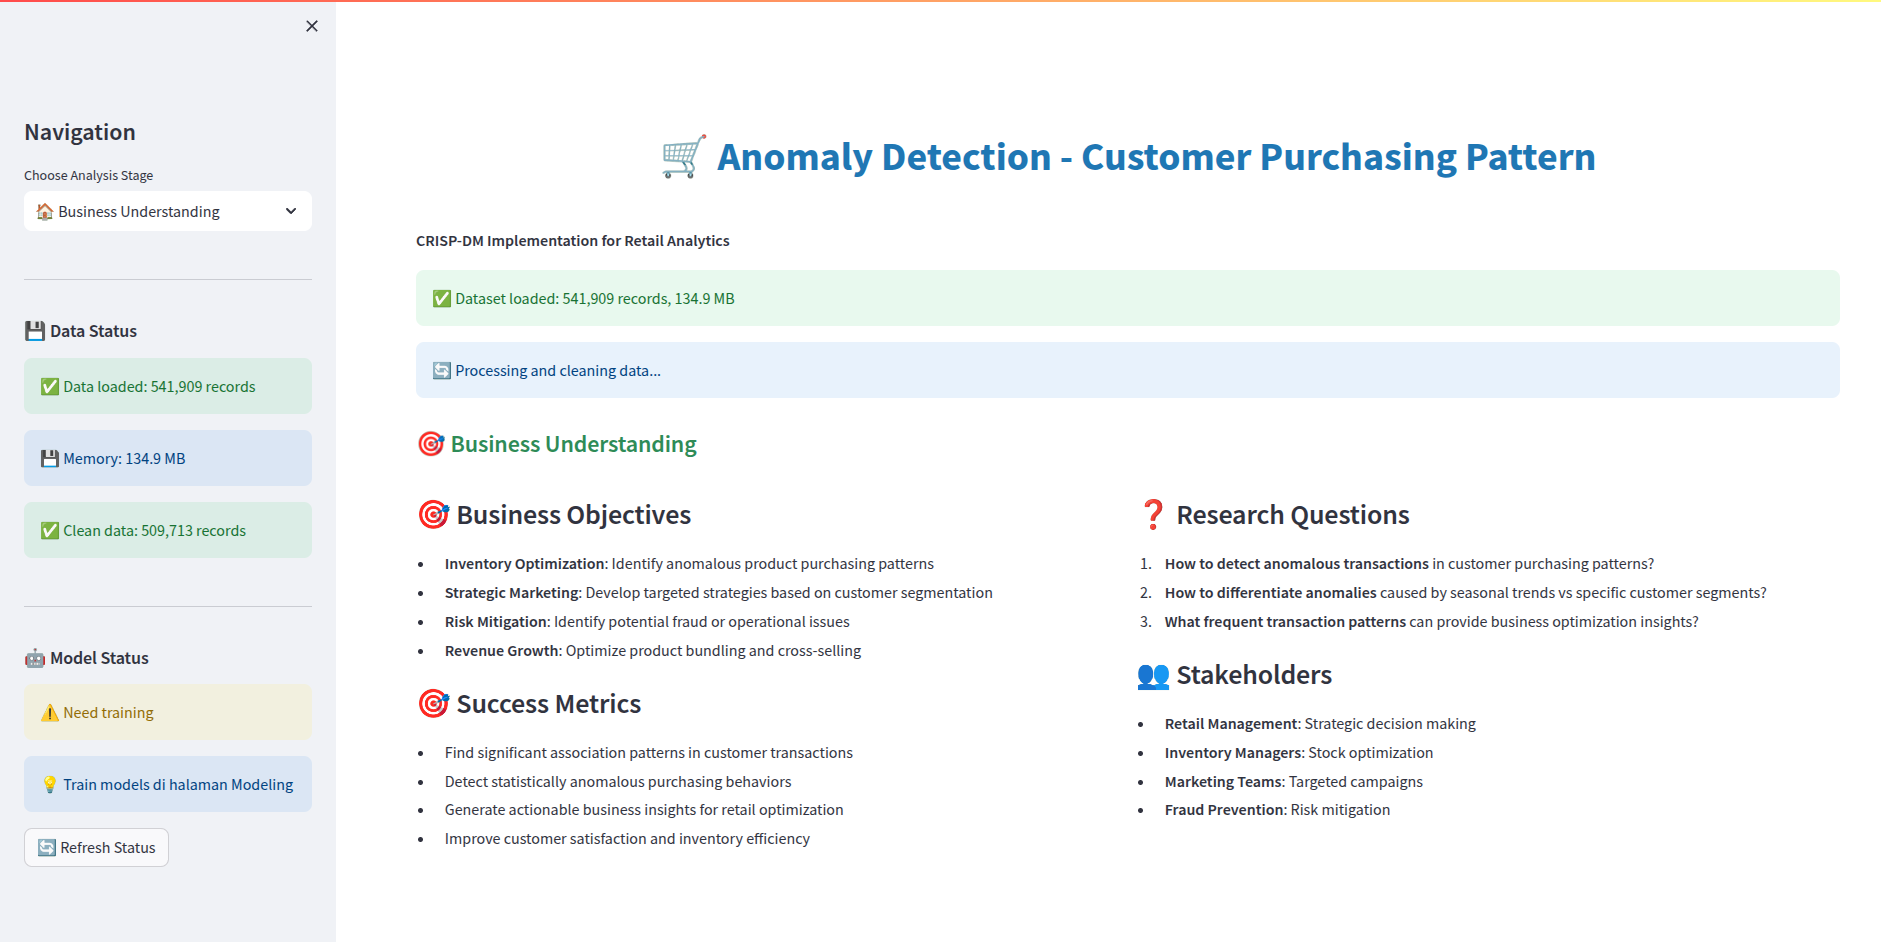 Navigation
Choose Analysis Stage
🏠 Business Understanding
💾 Data Status
✅ Data loaded: 541,909 records
💾 Memory: 134.9 MB
✅ Clean data: 509,713 records
🤖 Model Status
⚠️ Need training
💡 Train models di halaman Modeling
🔄 Refresh Status
🛒 Anomaly Detection - Customer Purchasing Pattern
CRISP-DM Implementation for Retail Analytics
✅ Dataset loaded: 541,909 records, 134.9 MB
🔄 Processing and cleaning data...
🎯 Business Understanding
🎯 Business Objectives
• Inventory Optimization: Identify anomalous product purchasing patterns
• Strategic Marketing: Develop targeted strategies based on customer segmentation
• Risk Mitigation: Identify potential fraud or operational issues
• Revenue Growth: Optimize product bundling and cross-selling
🎯 Success Metrics
• Find significant association patterns in customer transactions
• Detect statistically anomalous purchasing behaviors
• Generate actionable business insights for retail optimization
• Improve customer satisfaction and inventory efficiency
❓ Research Questions
1. How to detect anomalous transactions in customer purchasing patterns?
2. How to differentiate anomalies caused by seasonal trends vs specific customer segments?
3. What frequent transaction patterns can provide business optimization insights?
👥 Stakeholders
• Retail Management: Strategic decision making
• Inventory Managers: Stock optimization
• Marketing Teams: Targeted campaigns
• Fraud Prevention: Risk mitigation